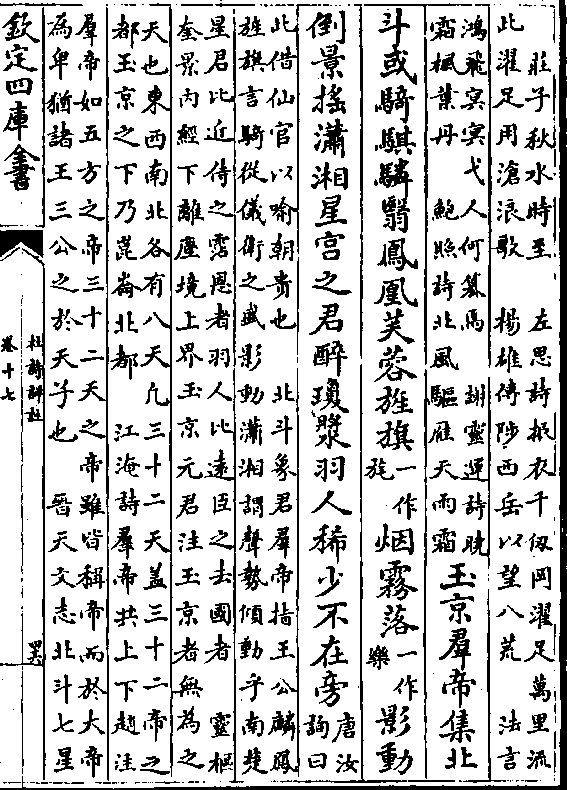 莊子秋水時至　左思詩振衣千仞岡濯足萬里流
此濯足用滄浪歌　楊雄傳陟西岳以望八荒　法言
鴻飛冥冥弋人何篡焉　謝靈運詩曉
霜楓葉丹　鮑照詩北風驅雁天雨霜
玉京羣帝集北
斗或騎騏驎翳鳳凰芙蓉旌旗一作旄烟霧落一作樂影動
倒景搖瀟湘星宫之君醉瓊漿羽人稀少不在旁唐汝詢曰
此借仙官以喻朝貴也　北斗象君羣帝指王公麟鳳
旌旗言騎從儀衛之盛影動瀟湘謂聲勢傾動乎南楚
星君比近侍之霑恩者羽人比遠臣之去國者　靈樞
奎景内經下離塵境上界玉京元君注玉京者無為之
天也東西南北各有八天凡三十二天蓋三十二帝之
都玉京之下乃崑崙北都　江淹詩羣帝共上下趙注
羣帝如五方之帝三十二天之帝雖皆稱帝而於大帝
為卑猶諸王三公之於天子也　晉天文志北斗七星
欽定四庫全書
杜詩詳註
卷十七